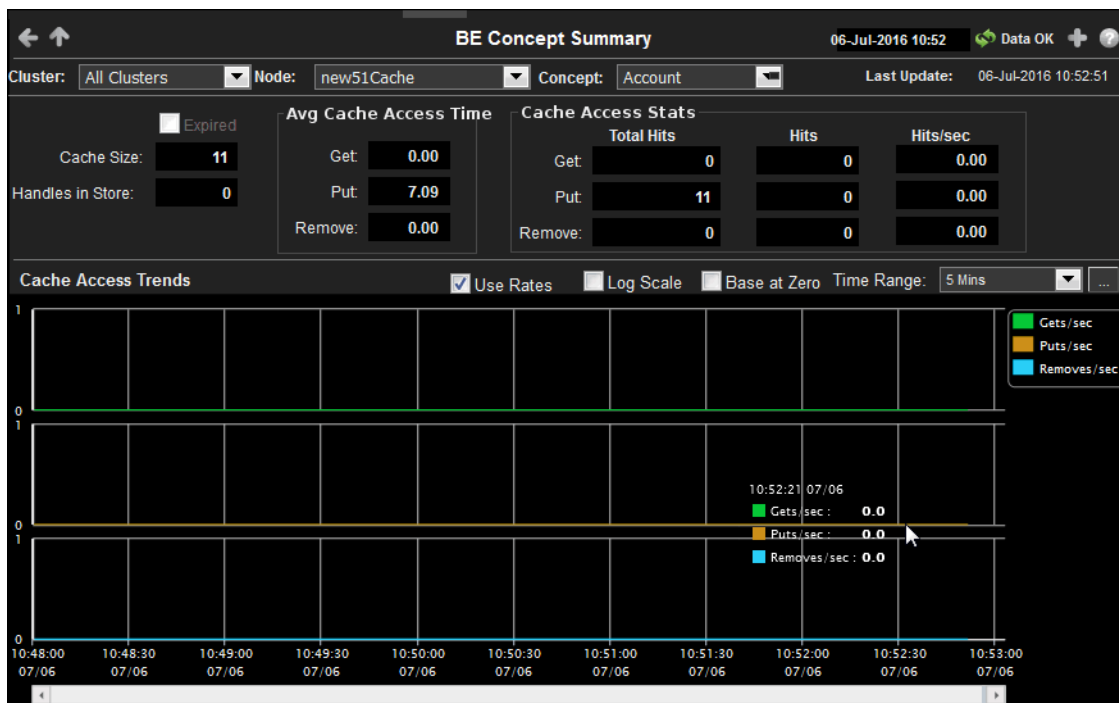 BE Concept Summary 06-Jul-2016 10:52 Data OK ?
Cluster: All Clusters Node: new51Cache Concept: Account Last Update: 06-Jul-2016 10:52:51
Expired
Cache Size: 11
Handles in Store: 0
Avg Cache Access Time
Get: 0.00
Put: 7.09
Remove: 0.00
Cache Access Stats
Total Hits Hits Hits/sec
Get: 0 0 0.00
Put: 11 0 0.00
Remove: 0 0 0.00
Cache Access Trends Use Rates Log Scale Base at Zero Time Range: 5 Mins ...
1
0
1
0
1
0
Gets/sec
Puts/sec
Removes/sec
10:52:21 07/06
Gets/sec : 0.0
Puts/sec : 0.0
Removes/sec : 0.0
10:48:00 10:48:30 10:49:00 10:49:30 10:50:00 10:50:30 10:51:00 10:51:30 10:52:00 10:52:30 10:53:00
07/06 07/06 07/06 07/06 07/06 07/06 07/06 07/06 07/06 07/06 07/06